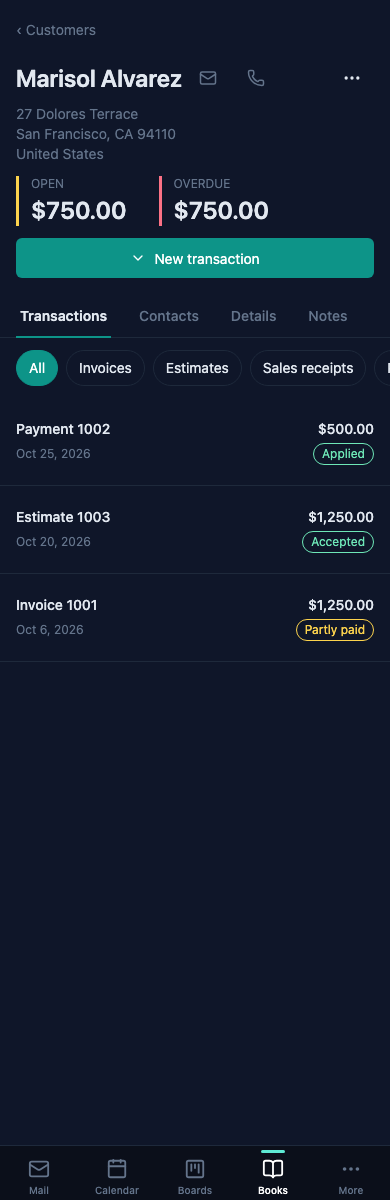 ‹ Customers
Marisol Alvarez
27 Dolores Terrace
San Francisco, CA 94110
United States
OPEN
$750.00
OVERDUE
$750.00
New transaction
Transactions Contacts Details Notes
All Invoices Estimates Sales receipts
Payment 1002 $500.00
Oct 25, 2026 Applied
Estimate 1003 $1,250.00
Oct 20, 2026 Accepted
Invoice 1001 $1,250.00
Oct 6, 2026 Partly paid
Mail Calendar Boards Books More